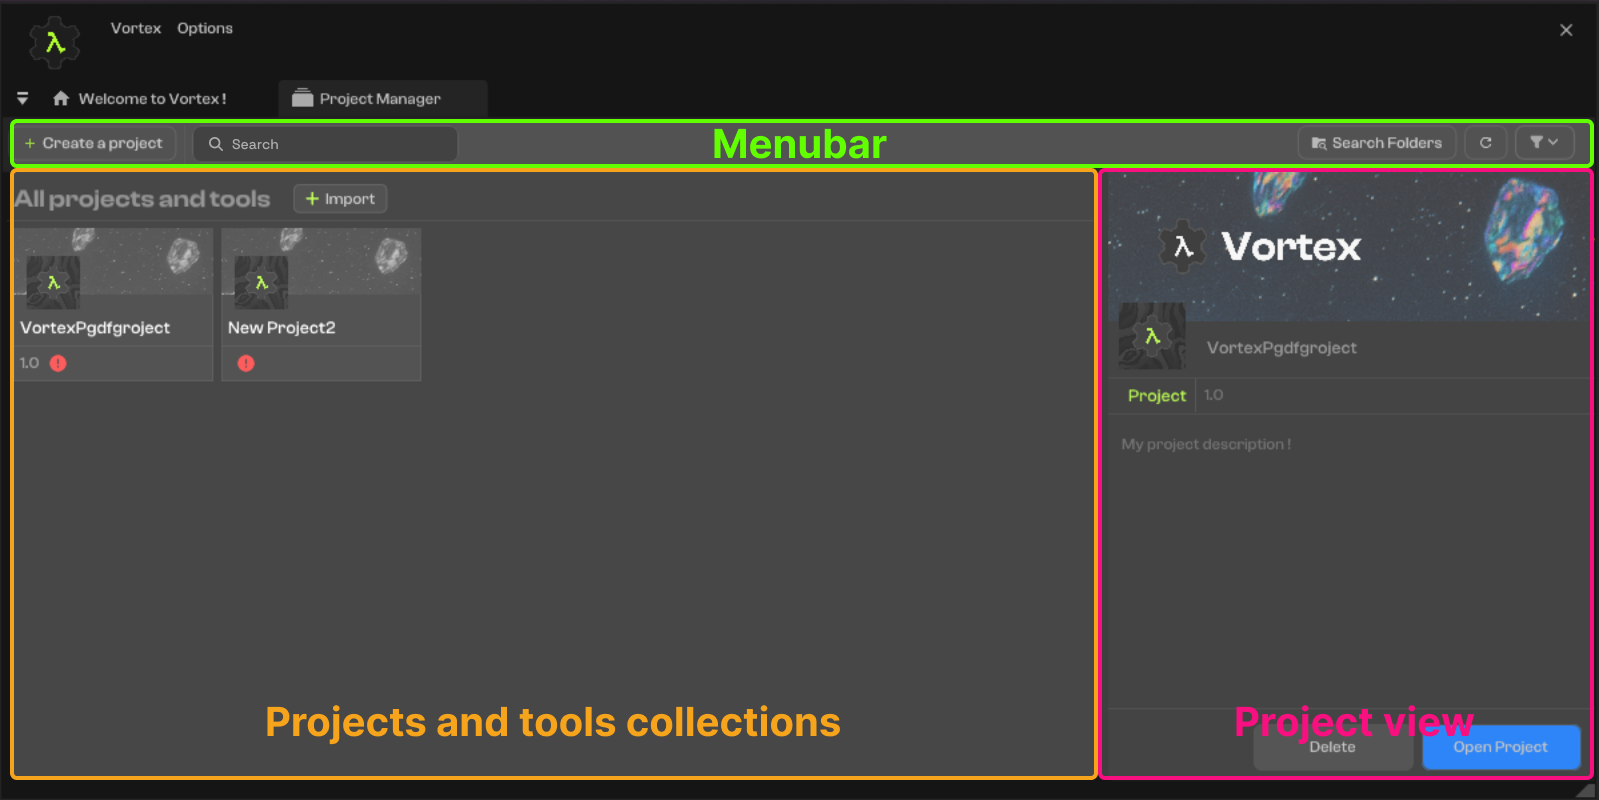 Vortex Options
Welcome to Vortex !
Project Manager
+ Create a project
Search
Menubar
Search Folders
All projects and tools
+ Import
VortexPgdfgroject
1.0
New Project2
Vortex
VortexPgdfgroject
Project 1.0
My project description !
Projects and tools collections
Project view
Delete
Open Project